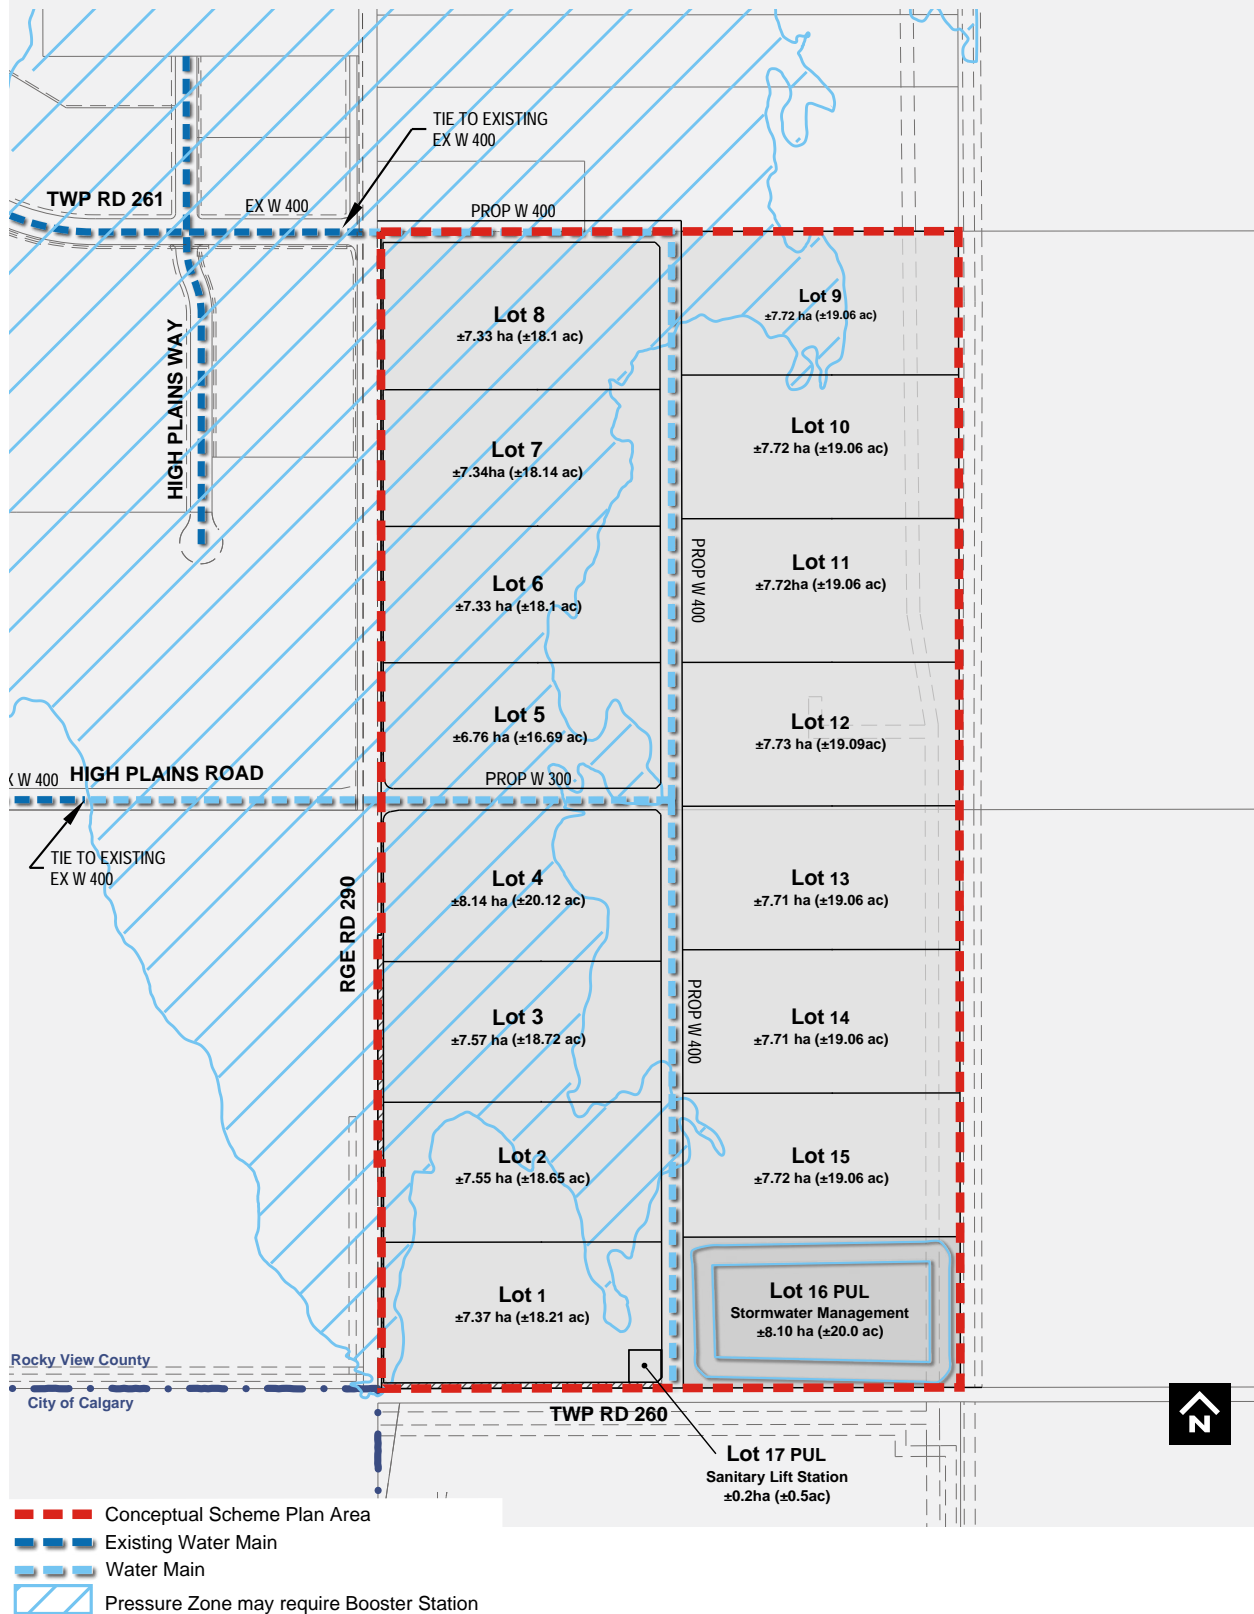 TIE TO EXISTING
EX W 400
TWP RD 261
EX W 400
PROP W 400
HIGH PLAINS WAY
Lot 8
±7.33 ha (±18.1 ac)
Lot 9
±7.72 ha (±19.06 ac)
Lot 7
±7.34ha (±18.14 ac)
Lot 10
±7.72 ha (±19.06 ac)
PROP W 400
Lot 6
±7.33 ha (±18.1 ac)
Lot 11
±7.72ha (±19.06 ac)
Lot 5
±6.76 ha (±16.69 ac)
Lot 12
±7.73 ha (±19.09ac)
W 400
HIGH PLAINS ROAD
PROP W 300
TIE TO EXISTING
EX W 400
RGE RD 290
Lot 4
±8.14 ha (±20.12 ac)
Lot 13
±7.71 ha (±19.06 ac)
PROP W 400
Lot 3
±7.57 ha (±18.72 ac)
Lot 14
±7.71 ha (±19.06 ac)
Lot 2
±7.55 ha (±18.65 ac)
Lot 15
±7.72 ha (±19.06 ac)
Lot 1
±7.37 ha (±18.21 ac)
Lot 16 PUL
Stormwater Management
±8.10 ha (±20.0 ac)
Rocky View County
City of Calgary
TWP RD 260
N
Lot 17 PUL
Sanitary Lift Station
±0.2ha (±0.5ac)
Conceptual Scheme Plan Area
Existing Water Main
Water Main
Pressure Zone may require Booster Station